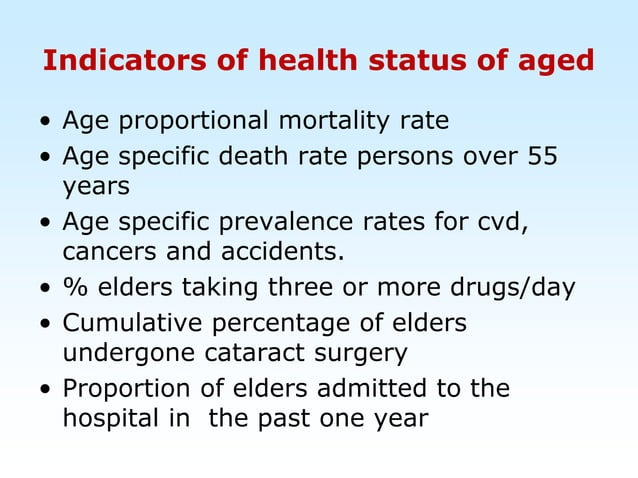 Indicators of health status of aged
• Age proportional mortality rate
• Age specific death rate persons over 55
years
• Age specific prevalence rates for cvd,
cancers and accidents.
• % elders taking three or more drugs/day
• Cumulative percentage of elders
undergone cataract surgery
• Proportion of elders admitted to the
hospital in  the past one year